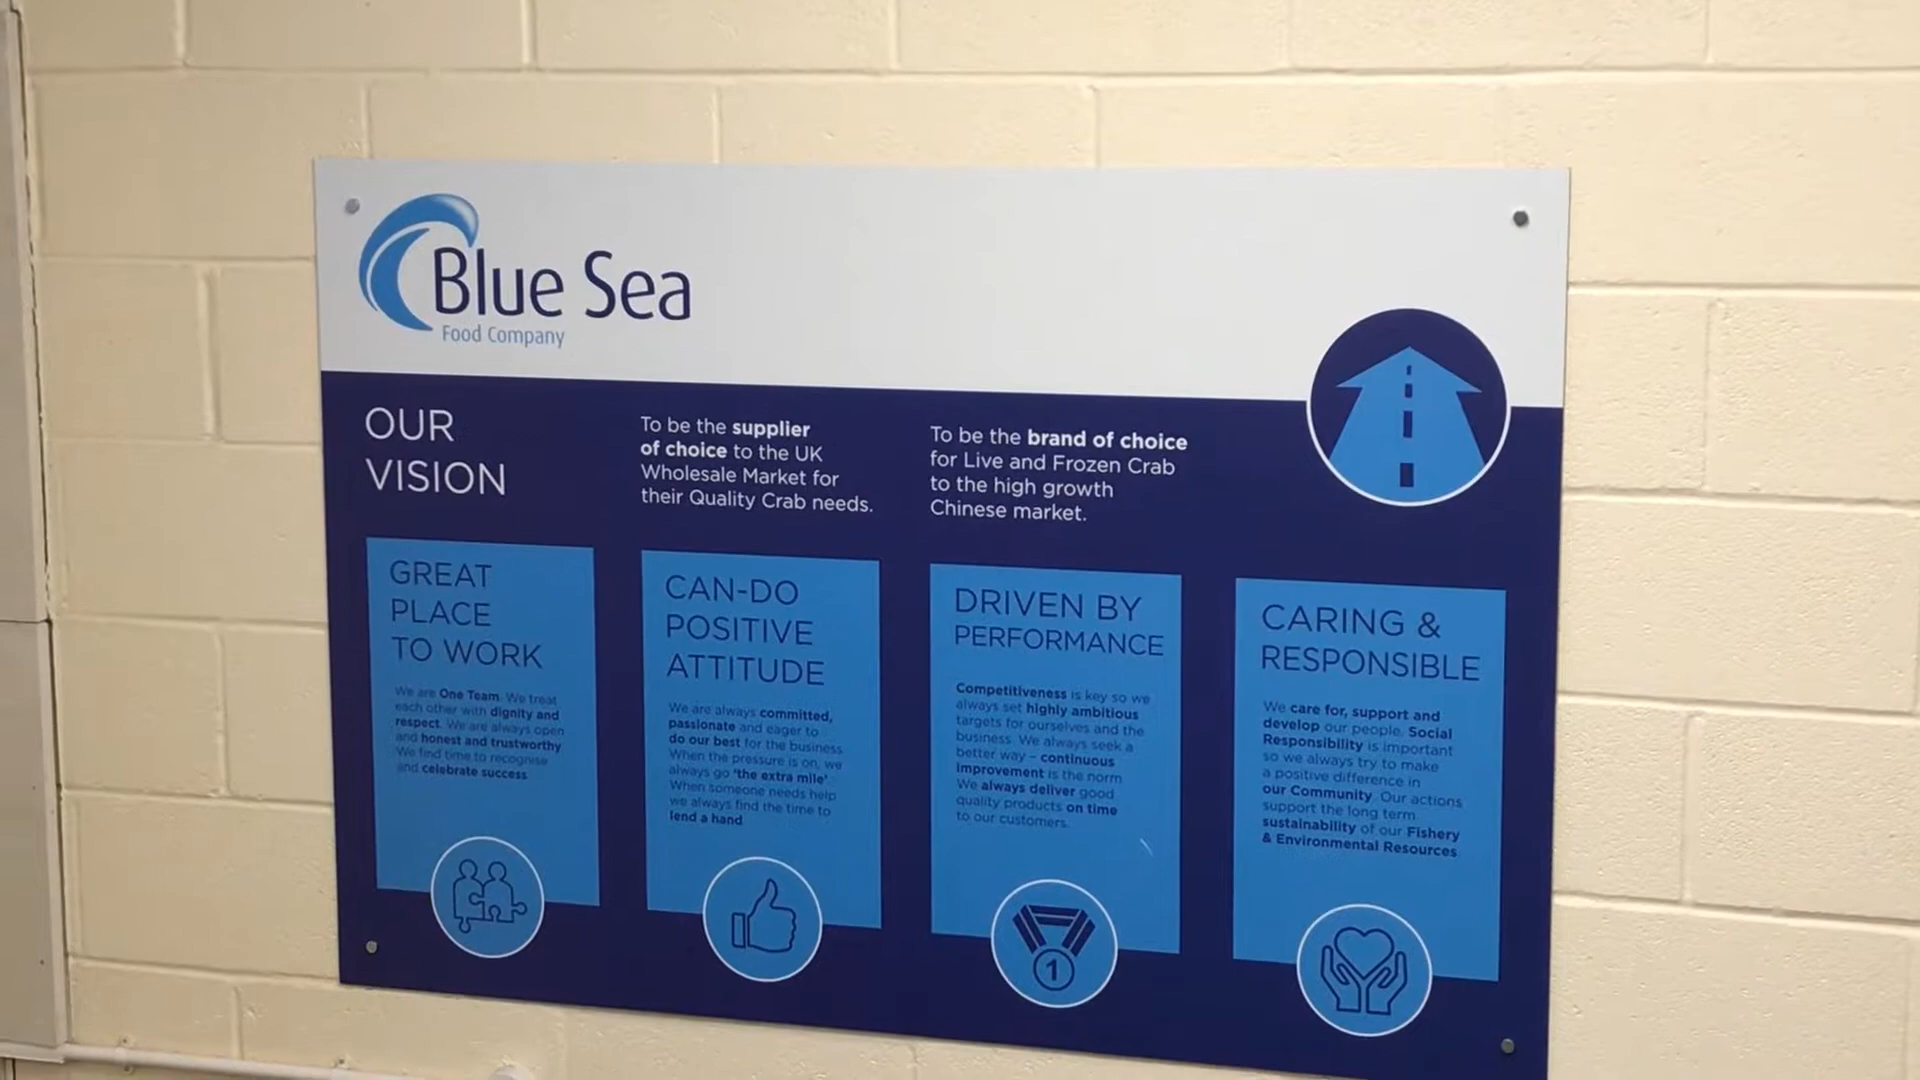 Blue Sea
Food Company
OUR
VISION
To be the supplier
of choice to the UK
Wholesale Market for
their Quality Crab needs.
To be the brand of choice
for Live and Frozen Crab
to the high growth
Chinese market.
GREAT
PLACE
TO WORK
We are One Team. We treat
each other with dignity and
respect. We are always open
and honest and trustworthy
We find time to recognise
and celebrate success
CAN-DO
POSITIVE
ATTITUDE
We are always committed,
passionate and eager to
do our best for the business
When the pressure is on, we
always go 'the extra mile'
When someone needs help
we always find the time to
lend a hand
DRIVEN BY
PERFORMANCE
Competitiveness is key so we
always set highly ambitious
targets for ourselves and the
business. We always seek a
better way – continuous
improvement is the norm
We always deliver good
quality products on time
to our customers.
CARING &
RESPONSIBLE
We care for, support and
develop our people. Social
Responsibility is important
so we always try to make
a positive difference in
our Community. Our actions
support the long term
sustainability of our Fishery
& Environmental Resources
1